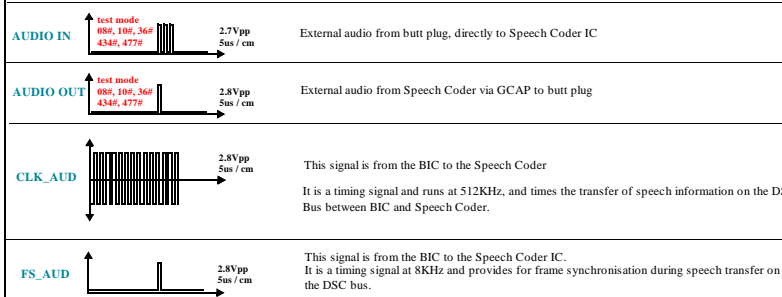 AUDIO IN
test mode
08#, 10#, 36#
434#, 477#
2.7Vpp
5us / cm
External audio from butt plug, directly to Speech Coder IC
AUDIO OUT
test mode
08#, 10#, 36#
434#, 477#
2.8Vpp
5us / cm
External audio from Speech Coder via GCAP to butt plug
CLK_AUD
2.8Vpp
5us / cm
This signal is from the BIC to the Speech Coder
It is a timing signal and runs at 512KHz, and times the transfer of speech information on the
Bus between BIC and Speech Coder.
FS_AUD
2.8Vpp
5us / cm
This signal is from the BIC to the Speech Coder IC.
It is a timing signal at 8KHz and provides for frame synchronisation during speech transfer on
the DSC bus.